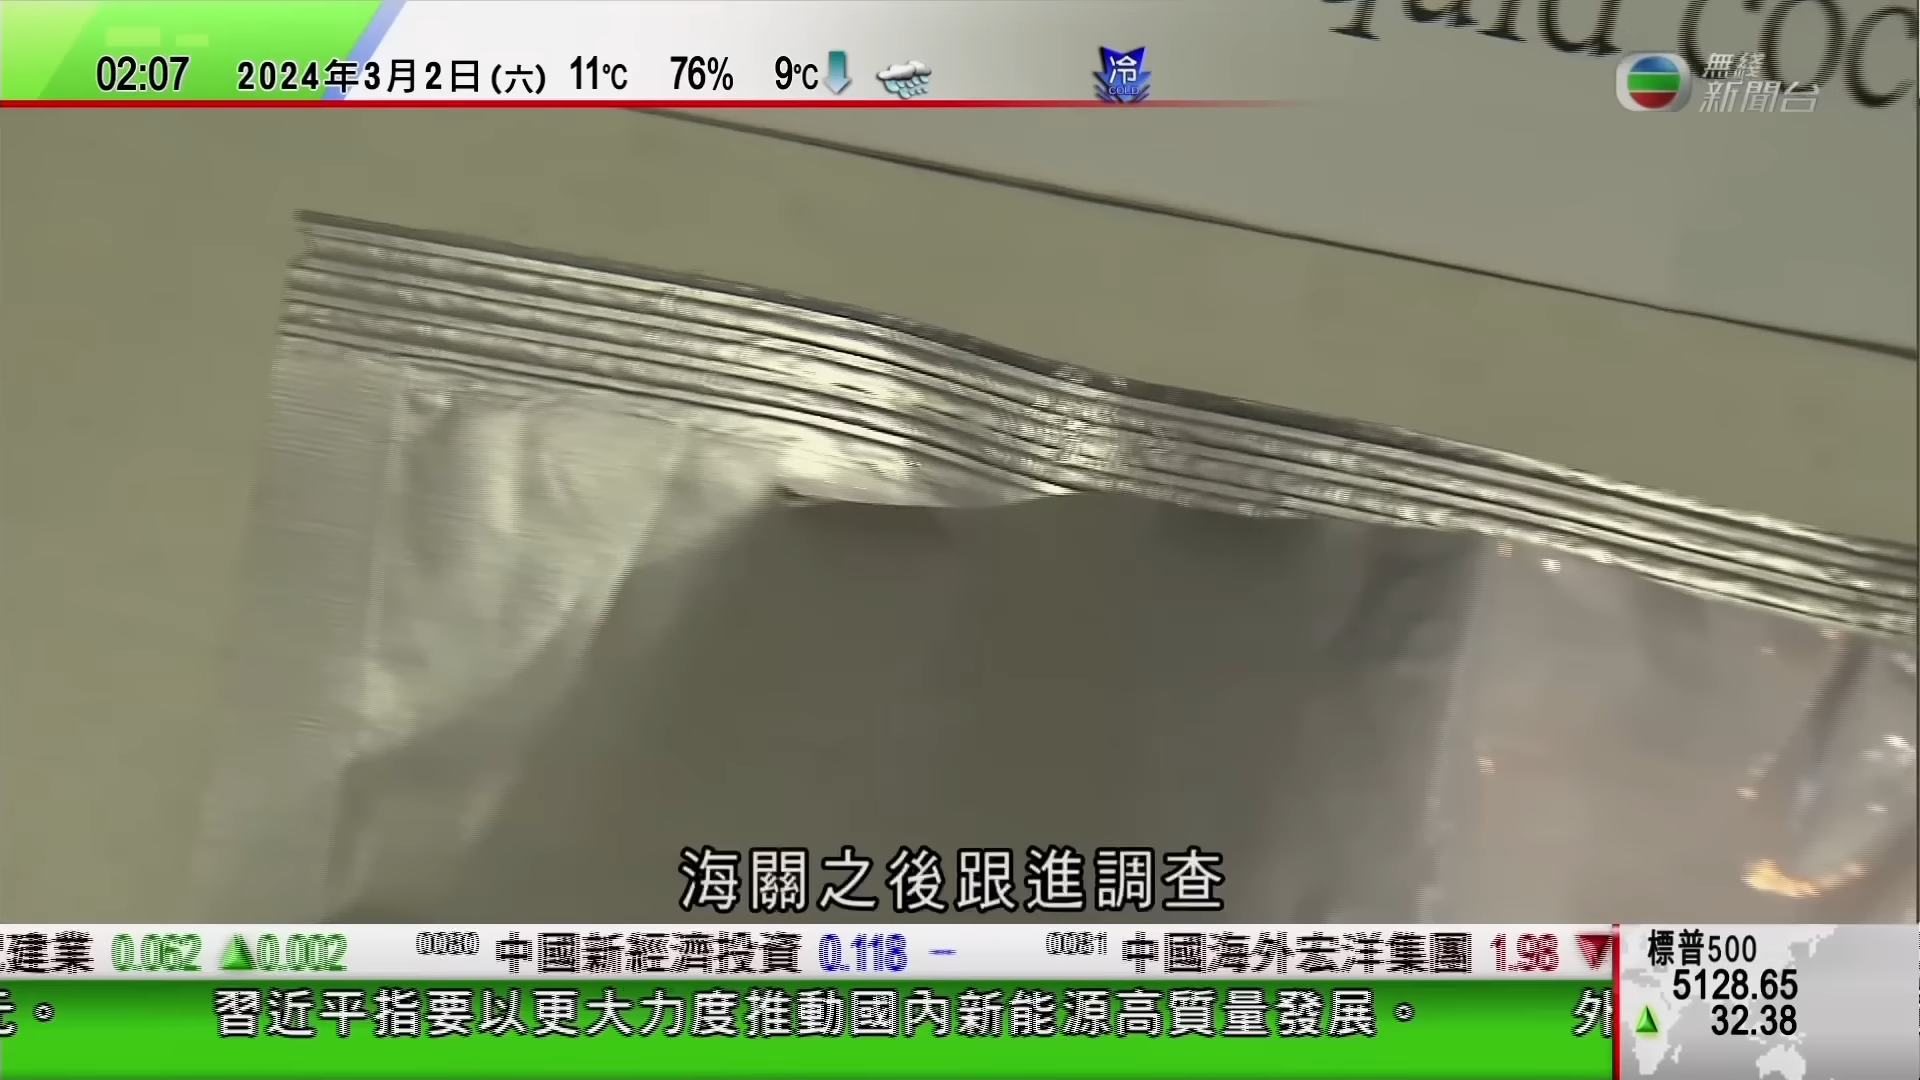 quid coc
02:07 2024年3月2日(六) 11℃ 76% 9℃
冷
COLD
無綫
新聞台
海關之後跟進調查
建業 0.062 ▲0.002 0080 中國新經濟投資 0.118 – 0081 中國海外宏洋集團 1.98 ▼
標普500
5128.65
▲ 32.38
元。 習近平指要以更大力度推動國內新能源高質量發展。 外